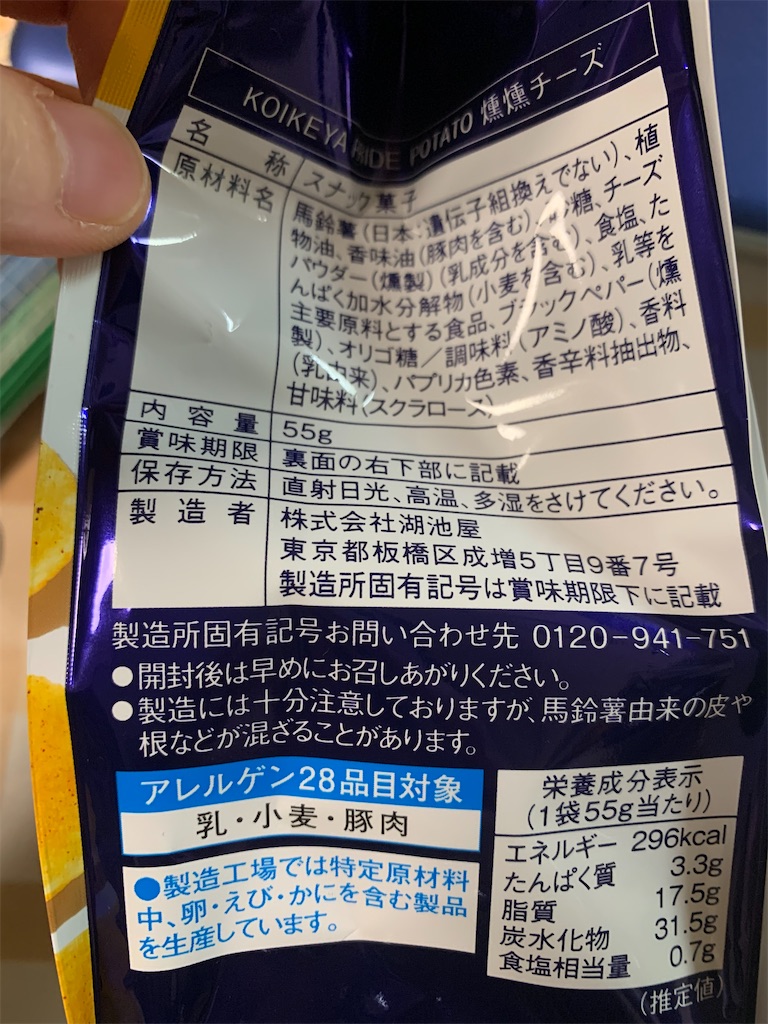 KOIKEYA PRIDE POTATO 燻燻チーズ
名称 スナック菓子
原材料名 馬鈴薯(日本:遺伝子組換えでない)、植
物油、香味油(豚肉を含む)、砂糖、チーズ
パウダー(燻製)(乳成分を含む)、食塩、た
んぱく加水分解物(小麦を含む)、乳等を
主要原料とする食品、ブラックペパー(燻
製)、オリゴ糖/調味料(アミノ酸)、香料
(乳由来)、パプリカ色素、香辛料抽出物、
甘味料(スクラロース)
内容量 55g
賞味期限 裏面の右下部に記載
保存方法 直射日光、高温、多湿をさけてください。
製造者 株式会社湖池屋
東京都板橋区成増5丁目9番7号
製造所固有記号は賞味期限下に記載
製造所固有記号お問い合わせ先 0120-941-751
●開封後は早めにお召しあがりください。
●製造には十分注意しておりますが、馬鈴薯由来の皮や
根などが混ざることがあります。
アレルゲン28品目対象
乳・小麦・豚肉
●製造工場では特定原材料
中、卵・えび・かにを含む製品
を生産しています。
栄養成分表示
(1袋55g当たり)
エネルギー 296kcal
たんぱく質 3.3g
脂質 17.5g
炭水化物 31.5g
食塩相当量 0.7g
(推定値)